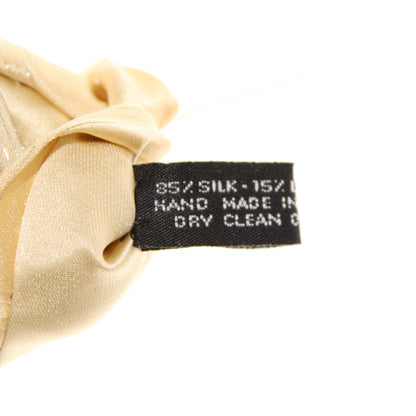 85% SILK - 15% L
HAND MADE IN
DRY CLEAN O